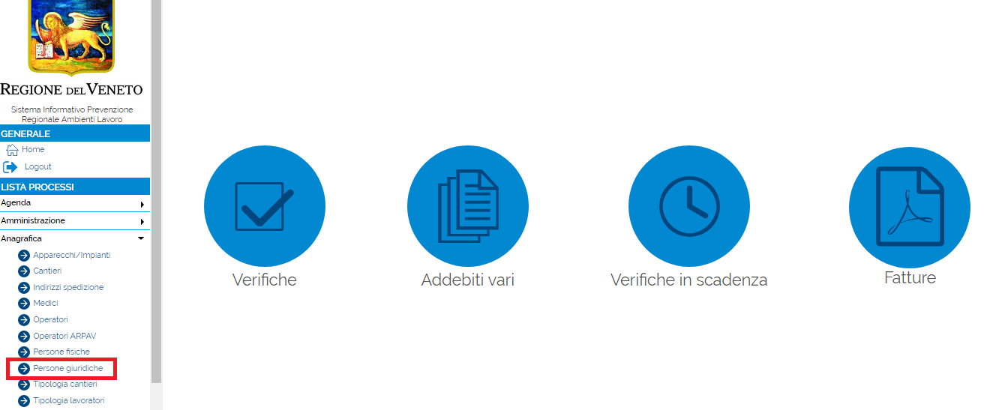 REGIONE DEL VENETO
Sistema Informativo Prevenzione
Regionale Ambienti Lavoro
GENERALE
Home
Logout
LISTA PROCESSI
Agenda
Amministrazione
Anagrafica
Apparecchi/Impianti
Cantieri
Indirizzi spedizione
Medici
Operatori
Operatori ARPAV
Persone fisiche
Persone giuridiche
Tipologia cantieri
Tipologia lavoratori
Verifiche
Addebiti vari
Verifiche in scadenza
Fatture